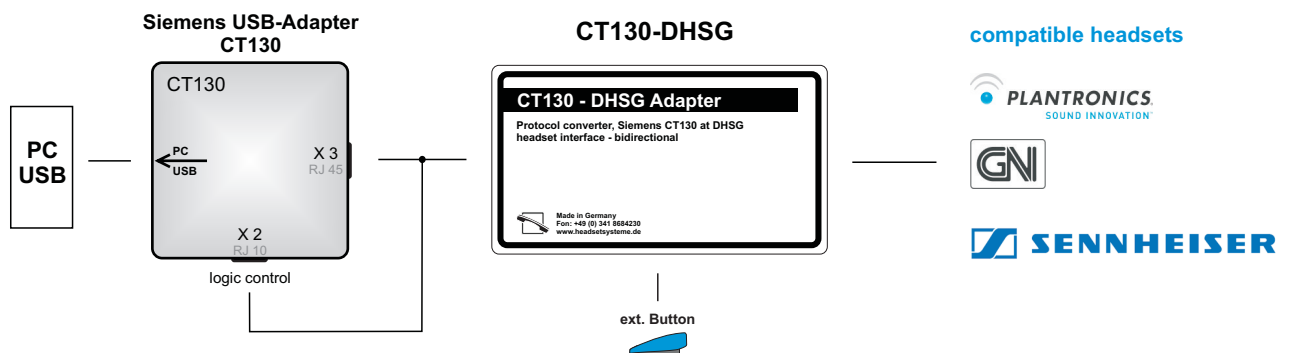 Siemens USB-Adapter
CT130
CT130-DHSG
compatible headsets
PC
USB
CT130
PC
USB
X 3
RJ 45
X 2
RJ 10
logic control
CT130 - DHSG Adapter
Protocol converter, Siemens CT130 at DHSG
headset interface - bidirectional
Made in Germany
Fon: +49 (0) 341 8684230
www.headsetsysteme.de
ext. Button
PLANTRONICS.
SOUND INNOVATION™
GN
SENNHEISER